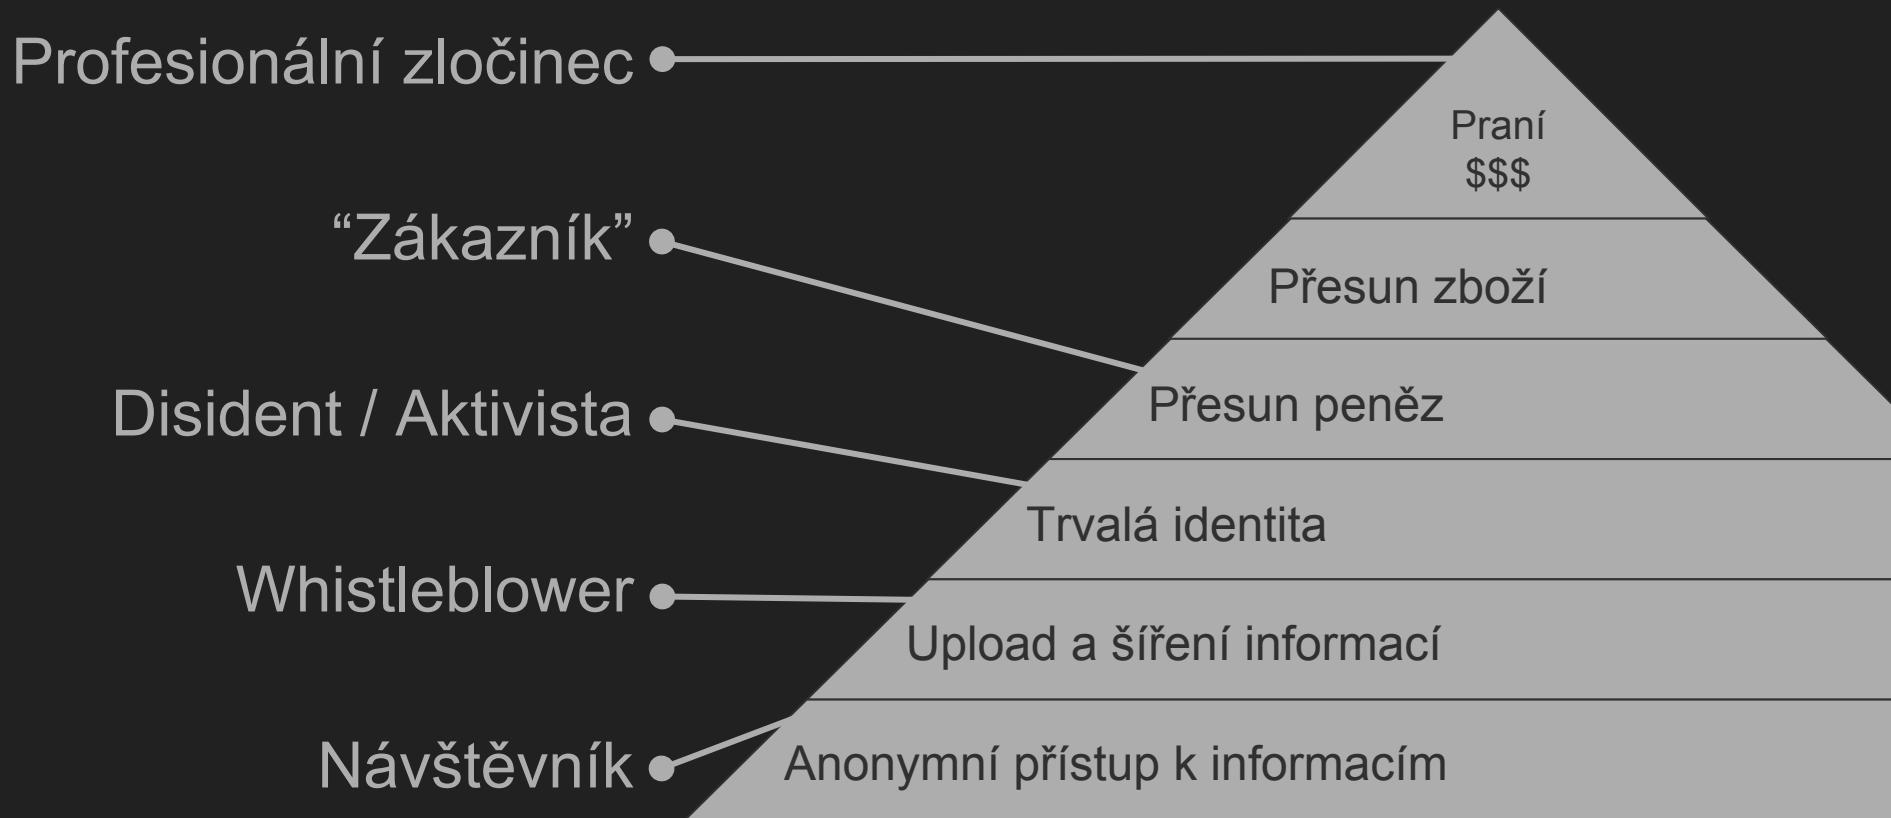 Profesionální zločinec
Praní
$$$
“Zákazník”
Přesun zboží
Přesun peněz
Disident / Aktivista
Trvalá identita
Whistleblower
Upload a šíření informací
Návštěvník
Anonymní přístup k informacím